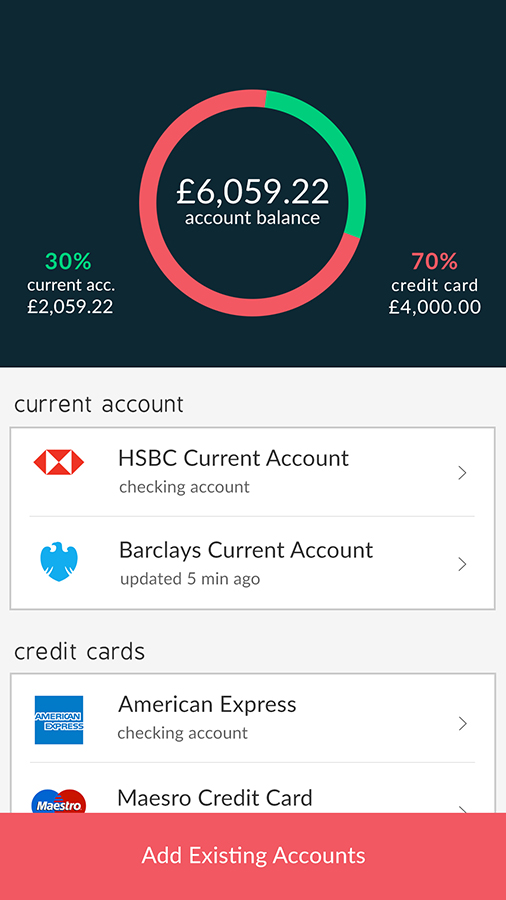 £6,059.22
account balance
30%
current acc.
£2,059.22
70%
credit card
£4,000.00
current account
HSBC Current Account
checking account
Barclays Current Account
updated 5 min ago
credit cards
AMERICAN
EXPRESS
American Express
checking account
Maestro
Maesro Credit Card
Add Existing Accounts